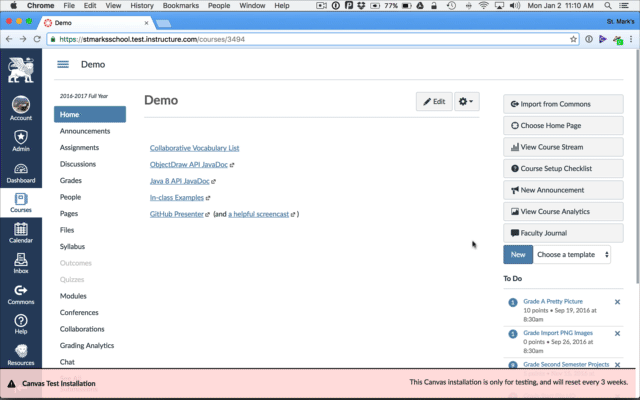 Chrome File Edit View History Bookmarks People Window Help 77% Mon Jan 2 11:10 AM
Demo St. Mark's
https://stmarksschool.test.instructure.com/courses/3494
Demo
Account
Admin
Dashboard
Courses
Calendar
Inbox
Commons
Help
Resources
2016-2017 Full Year
Home
Announcements
Assignments
Discussions
Grades
People
Pages
Files
Syllabus
Outcomes
Quizzes
Modules
Conferences
Collaborations
Grading Analytics
Chat
Demo
Edit
Collaborative Vocabulary List
ObjectDraw API JavaDoc
Java 8 API JavaDoc
In-class Examples
GitHub Presenter (and a helpful screencast )
Import from Commons
Choose Home Page
View Course Stream
Course Setup Checklist
New Announcement
View Course Analytics
Faculty Journal
New Choose a template
To Do
1 Grade A Pretty Picture
10 points • Sep 19, 2016 at
8:30am
1 Grade Import PNG Images
0 points • Sep 26, 2016 at
8:30am
Grade Second Semester Projects
Canvas Test Installation
This Canvas installation is only for testing, and will reset every 3 weeks.